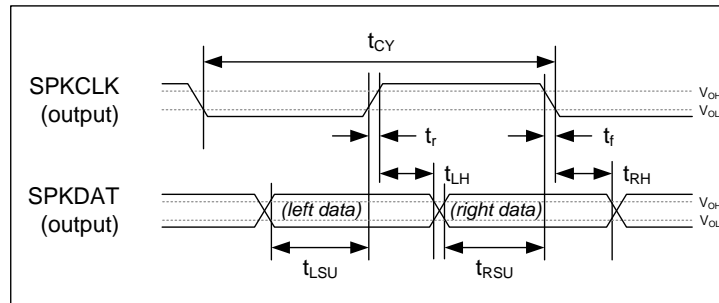 tCY
SPKCLK
(output)
VOH
VOL
tr
tf
tLH
tRH
SPKDAT
(output)
(left data)
(right data)
VOH
VOL
tLSU
tRSU